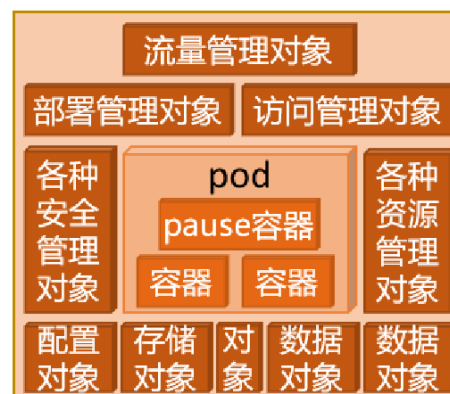 流量管理对象
部署管理对象 访问管理对象
各种
安全
管理
对象
pod
pause容器
容器 容器
各种
资源
管理
对象
配置
对象
存储
对象
对
象
数据
对象
数据
对象